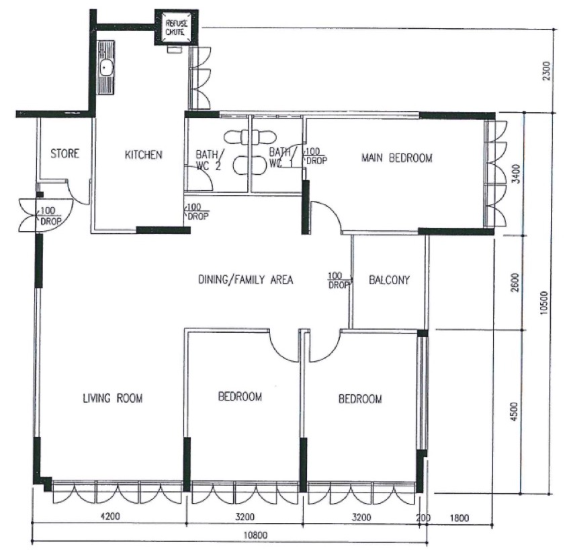 REFUSE
CHUTE
2300
STORE
KITCHEN
BATH/
WC 2
BATH/
WC 1
100
DROP
MAIN BEDROOM
3400
100
DROP
100
DROP
DINING/FAMILY AREA
100
DROP
BALCONY
2600
10500
LIVING ROOM
BEDROOM
BEDROOM
4500
4200
3200
3200
200
1800
10800